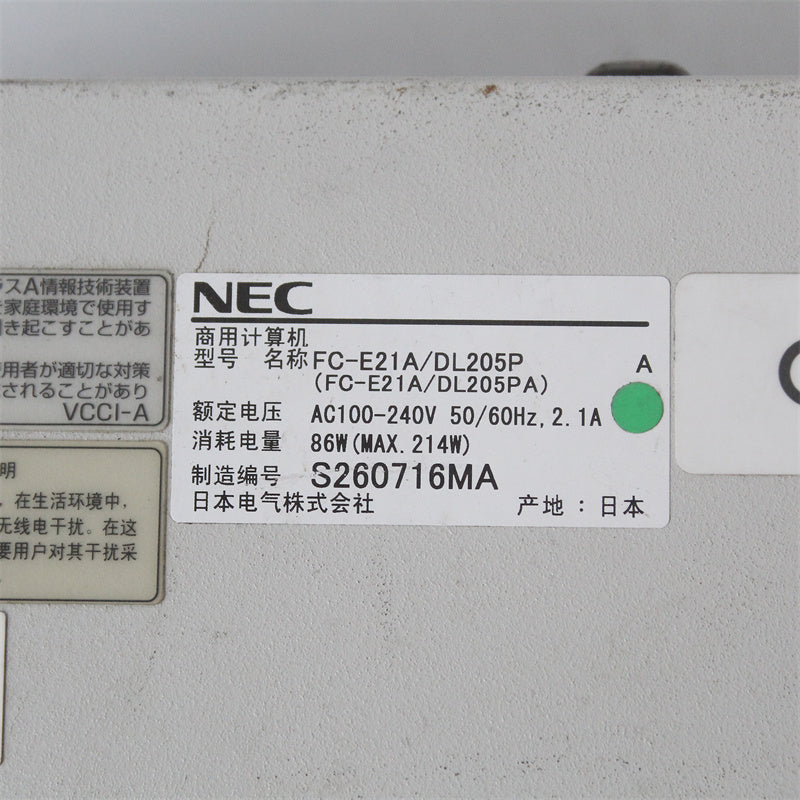 スA情報技術装置
家庭環境で使用す
き起こすことがあ
使用者が適切な対策
されることがあり
VCCI-A
明
，在生活环境中，
无线电干扰。在这
要用户对其干扰采
NEC
商用计算机
型号 名称 FC-E21A/DL205P A
(FC-E21A/DL205PA)
额定电压 AC100-240V 50/60Hz, 2.1A
消耗电量 86W(MAX.214W)
制造编号 S260716MA
日本电气株式会社 产地：日本